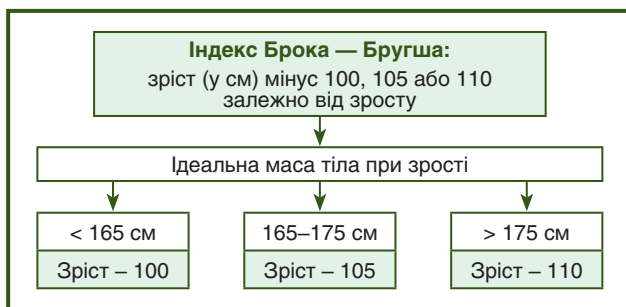 Індекс Брока — Бругша:
зріст (у см) мінус 100, 105 або 110
залежно від зросту
Ідеальна маса тіла при зрості
< 165 см
165–175 см
> 175 см
Зріст – 100
Зріст – 105
Зріст – 110